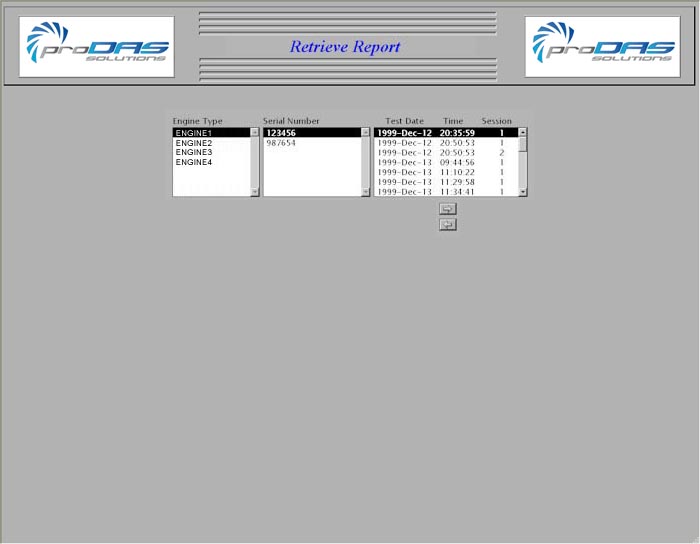 proDAS
SOLUTIONS
Retrieve Report
proDAS
SOLUTIONS
Engine Type Serial Number Test Date Time Session
ENGINE1 123456 1999-Dec-12 20:35:59 1
ENGINE2 987654 1999-Dec-12 20:50:53 1
ENGINE3 1999-Dec-12 20:50:53 2
ENGINE4 1999-Dec-13 09:44:56 1
1999-Dec-13 11:10:22 1
1999-Dec-13 11:29:58 1
1999-Dec-13 11:34:41 1